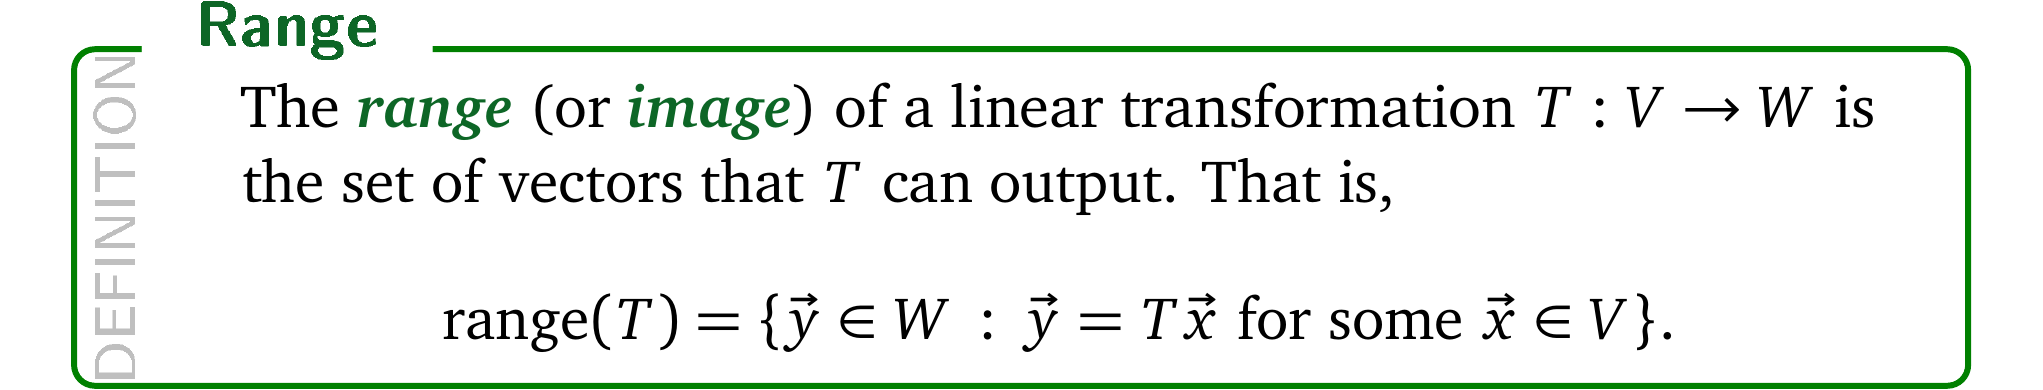 Range
DEFINITION
The range (or image) of a linear transformation T : V → W is
the set of vectors that T can output. That is,
range(T) = {y⃗ ∈ W : y⃗ = Tx⃗ for some x⃗ ∈ V}.